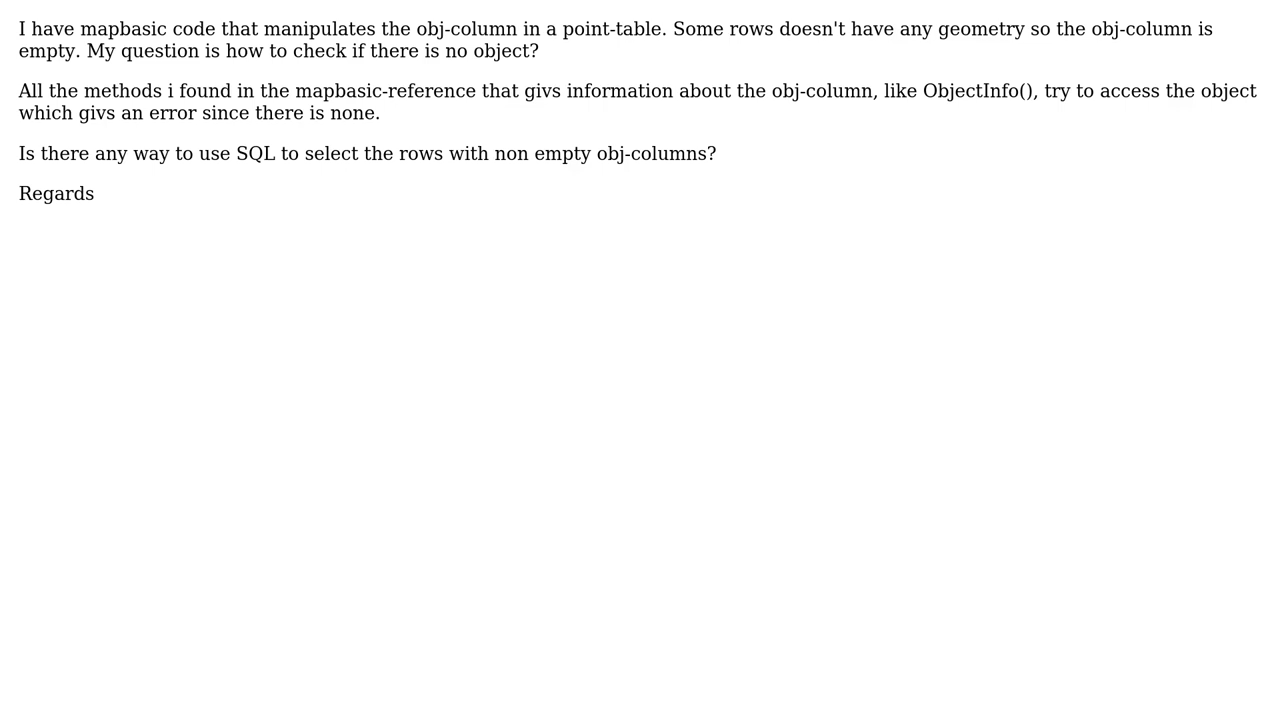 I have mapbasic code that manipulates the obj-column in a point-table. Some rows doesn't have any geometry so the obj-column is
empty. My question is how to check if there is no object?
All the methods i found in the mapbasic-reference that givs information about the obj-column, like ObjectInfo(), try to access the object
which givs an error since there is none.
Is there any way to use SQL to select the rows with non empty obj-columns?
Regards